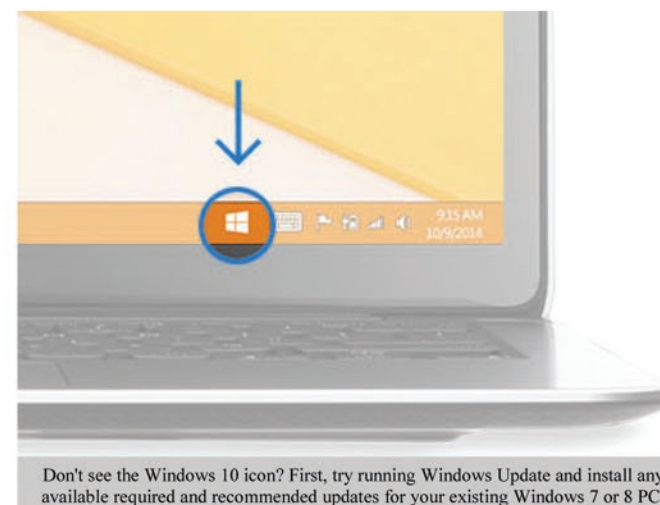 9:15 AM
10/9/2014
Don't see the Windows 10 icon? First, try running Windows Update and install any
available required and recommended updates for your existing Windows 7 or 8 PC.